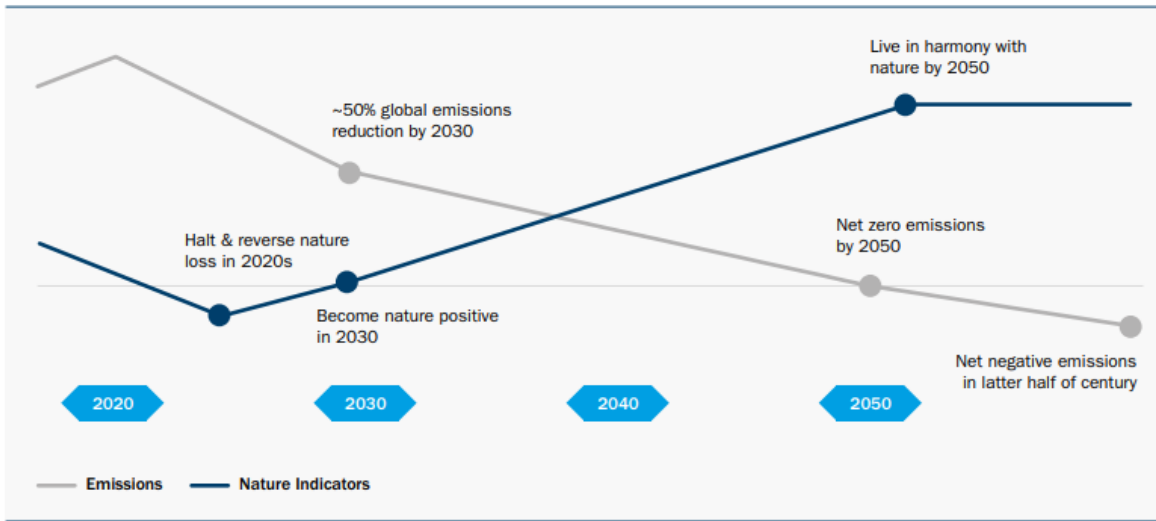 Live in harmony with
nature by 2050
~50% global emissions
reduction by 2030
Net zero emissions
by 2050
Halt & reverse nature
loss in 2020s
Become nature positive
in 2030
Net negative emissions
in latter half of century
2020
2030
2040
2050
Emissions
Nature Indicators